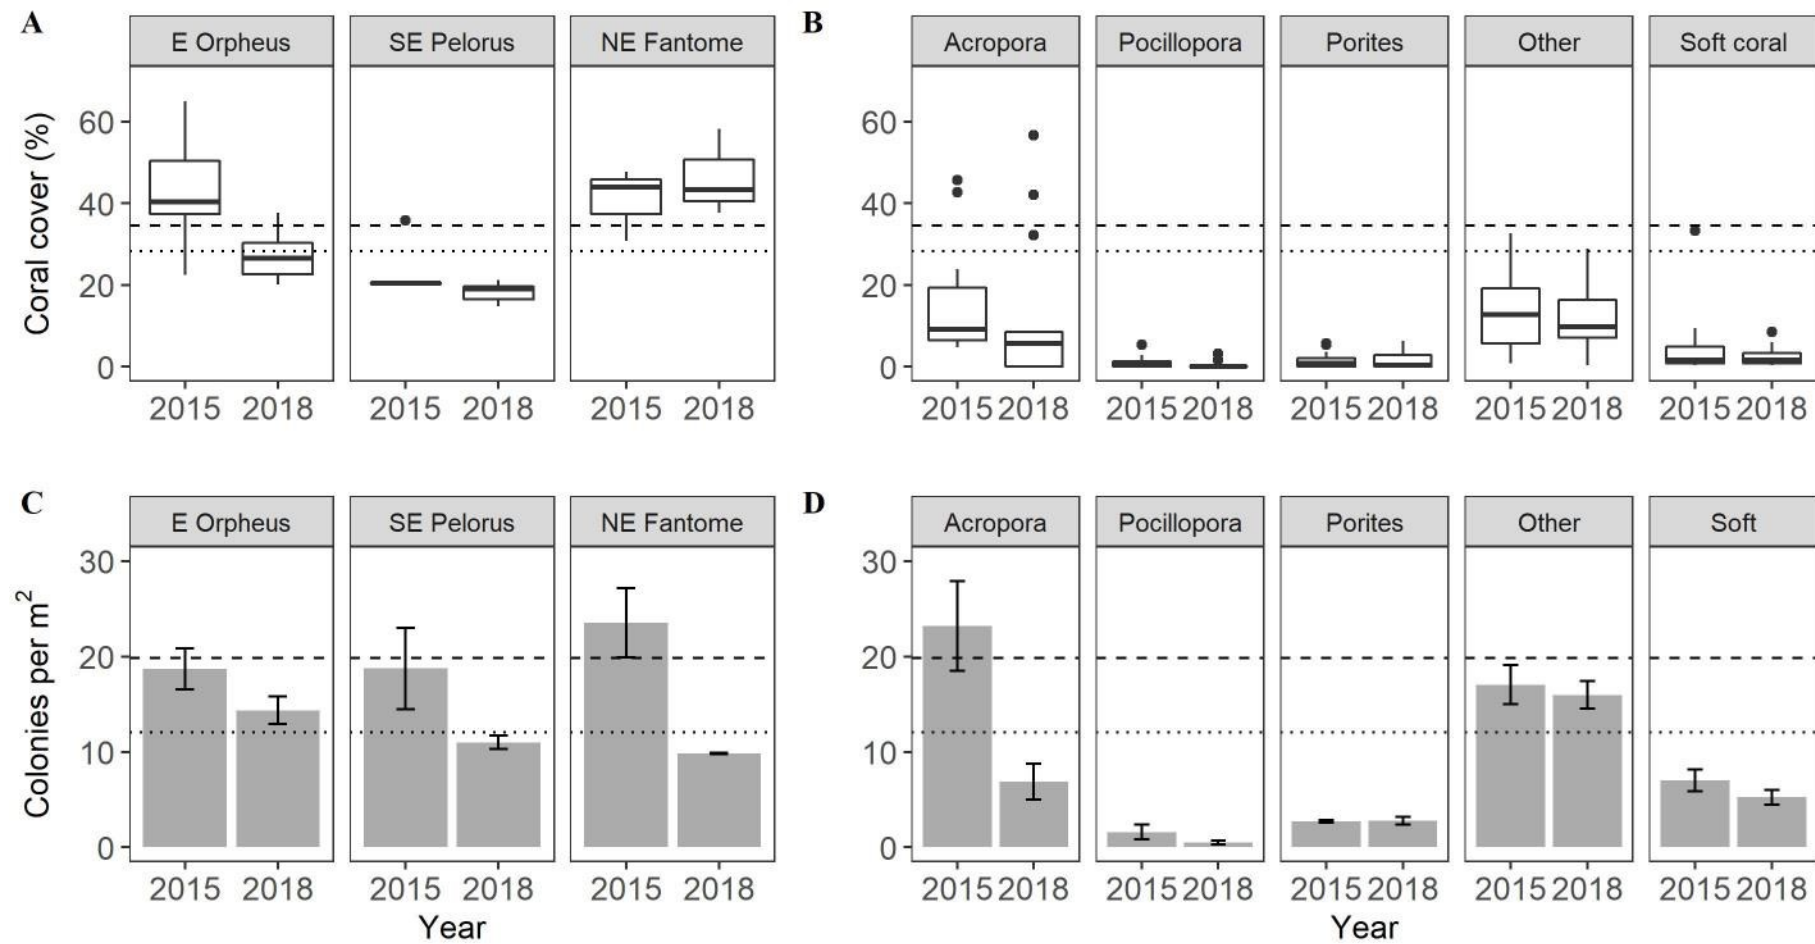 A
E Orpheus SE Pelorus NE Fantome
Coral cover (%)
60
40
20
0
2015 2018 2015 2018 2015 2018
B
Acropora Pocillopora Porites Other Soft coral
60
40
20
0
2015 2018 2015 2018 2015 2018 2015 2018 2015 2018
C
E Orpheus SE Pelorus NE Fantome
Colonies per m²
30
20
10
0
2015 2018 2015 2018 2015 2018
Year
D
Acropora Pocillopora Porites Other Soft
30
20
10
0
2015 2018 2015 2018 2015 2018 2015 2018 2015 2018
Year